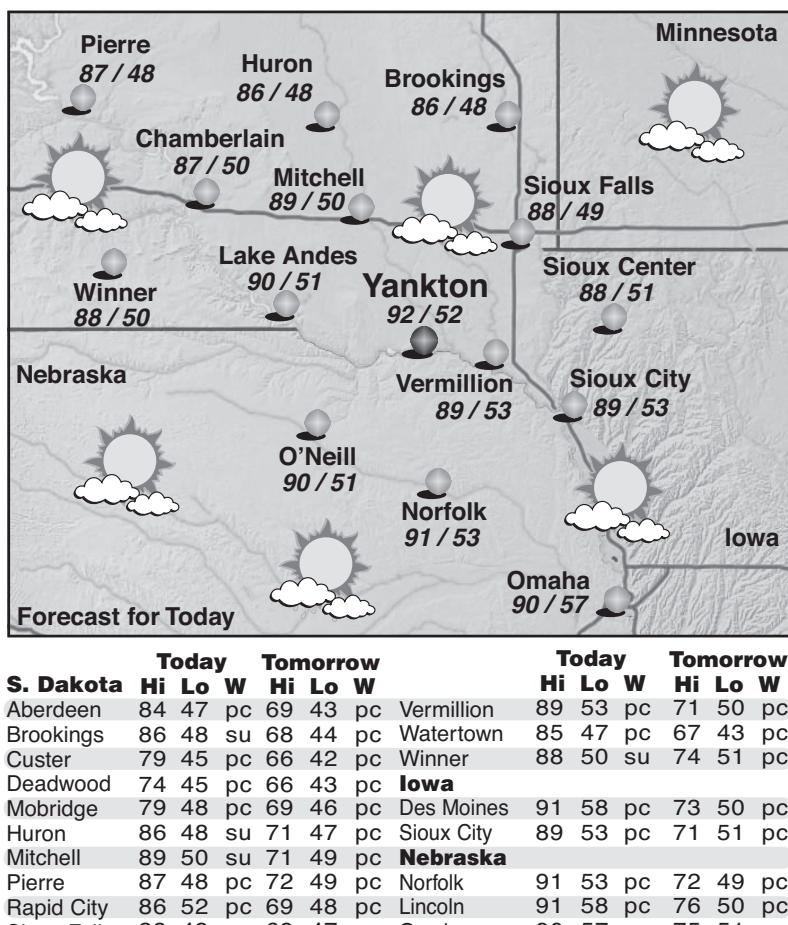 Minnesota
Pierre
87 / 48
Huron
86 / 48
Brookings
86 / 48
Chamberlain
87 / 50
Mitchell
89 / 50
Sioux Falls
88 / 49
Winner
88 / 50
Lake Andes
90 / 51
Yankton
92 / 52
Sioux Center
88 / 51
Nebraska
Vermillion
89 / 53
Sioux City
89 / 53
O'Neill
90 / 51
Norfolk
91 / 53
Iowa
Omaha
90 / 57
Forecast for Today
Today Tomorrow
S. Dakota Hi Lo W Hi Lo W
Aberdeen 84 47 pc 69 43 pc
Brookings 86 48 su 68 44 pc
Custer 79 45 pc 66 42 pc
Deadwood 74 45 pc 66 43 pc
Mobridge 79 48 pc 69 46 pc
Huron 86 48 su 71 47 pc
Mitchell 89 50 su 71 49 pc
Pierre 87 48 pc 72 49 pc
Rapid City 86 52 pc 69 48 pc
Today Tomorrow
Hi Lo W Hi Lo W
Vermillion 89 53 pc 71 50 pc
Watertown 85 47 pc 67 43 pc
Winner 88 50 su 74 51 pc
Iowa
Des Moines 91 58 pc 73 50 pc
Sioux City 89 53 pc 71 51 pc
Nebraska
Norfolk 91 53 pc 72 49 pc
Lincoln 91 58 pc 76 50 pc